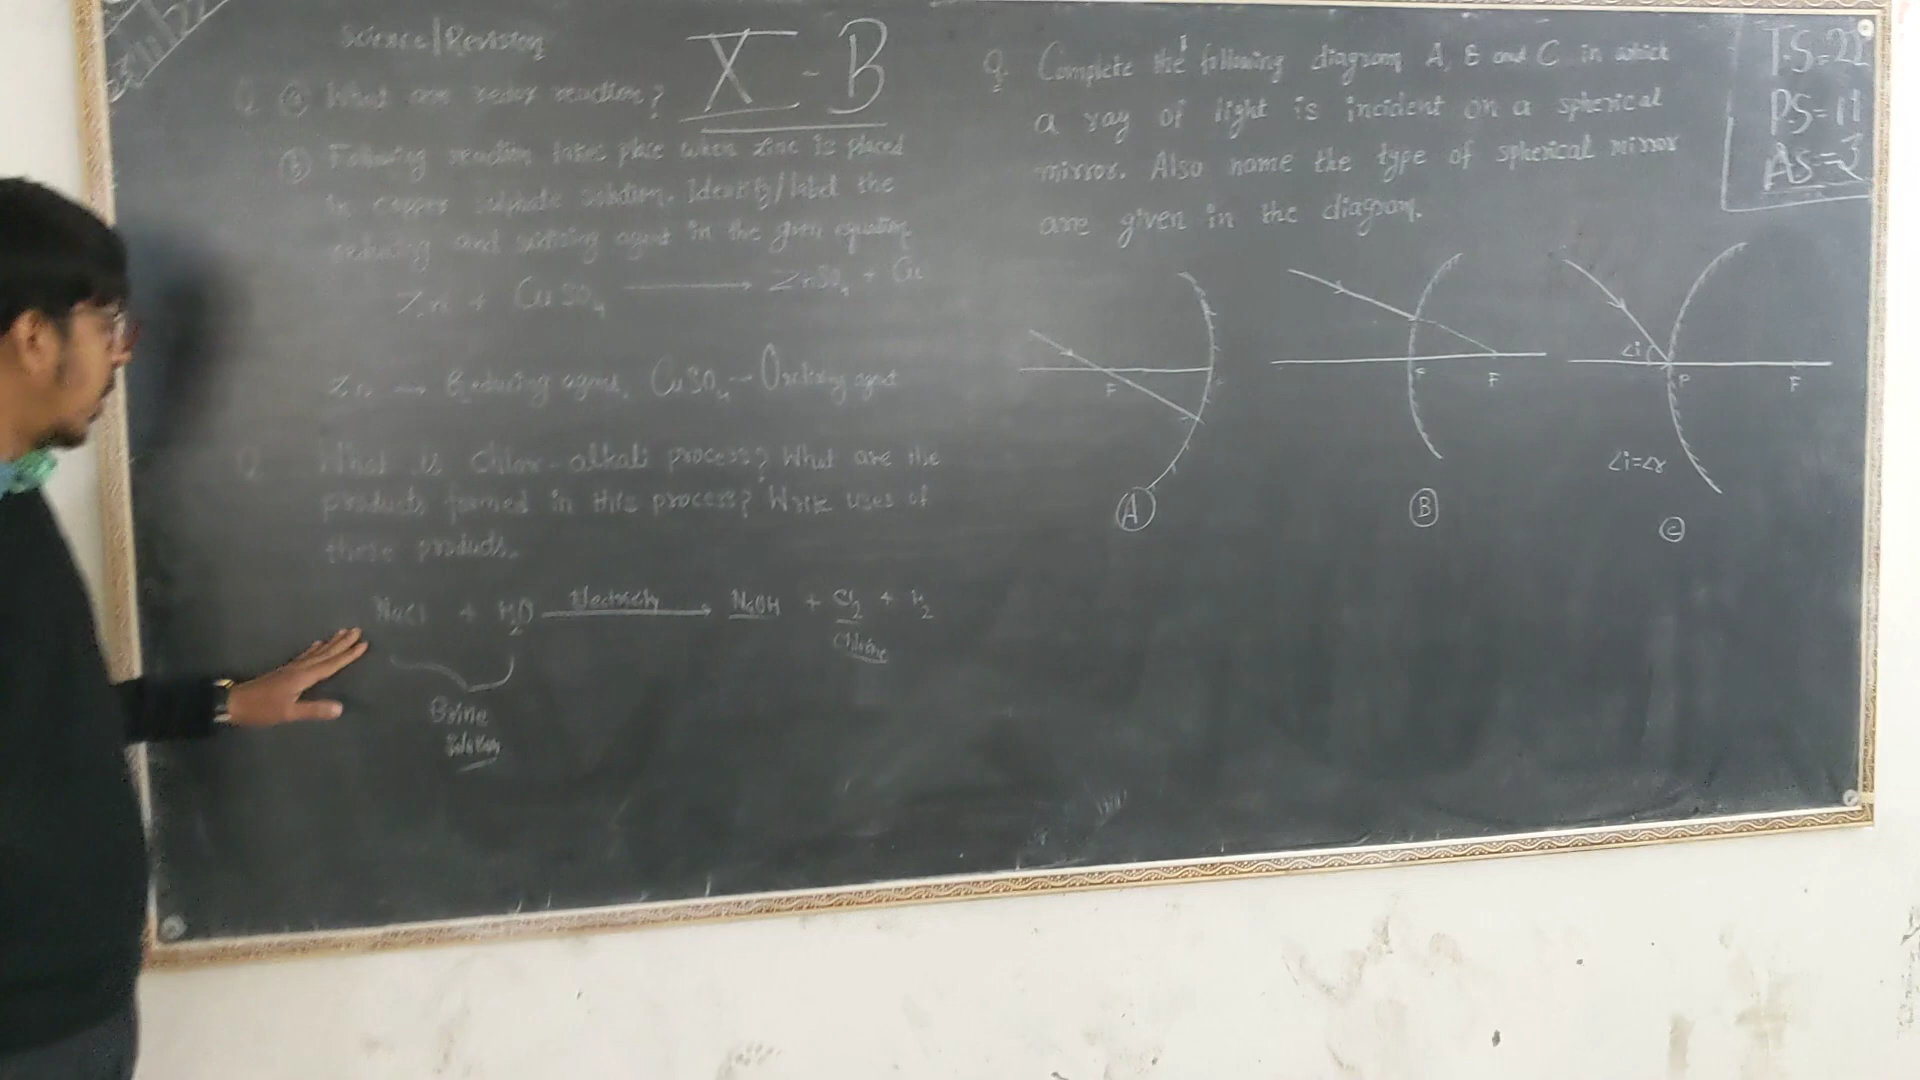 Science/Revision
X - B
Q. (a) What are redox reaction?
(b) Following reaction takes place when zinc is placed
in copper sulphate solution. Identify/label the
reducing and oxidising agent in the given equation
Zn + CuSO4 → ZnSO4 + Cu
Zn → Reducing agent, CuSO4 - Oxidising agent
Q. What is Chlor-alkali process? What are the
products formed in this process? Write uses of
these products.
NaCl + H2O Electricity → NaOH + Cl2 + H2
Chlorine
Brine
Solution
Q. Complete the following diagram A, B and C in which
a ray of light is incident on a spherical
mirror. Also name the type of spherical mirror
are given in the diagram.
T.S=22
PS=11
AS=
F
A
P F
B
∠i P F
∠i=∠r
C